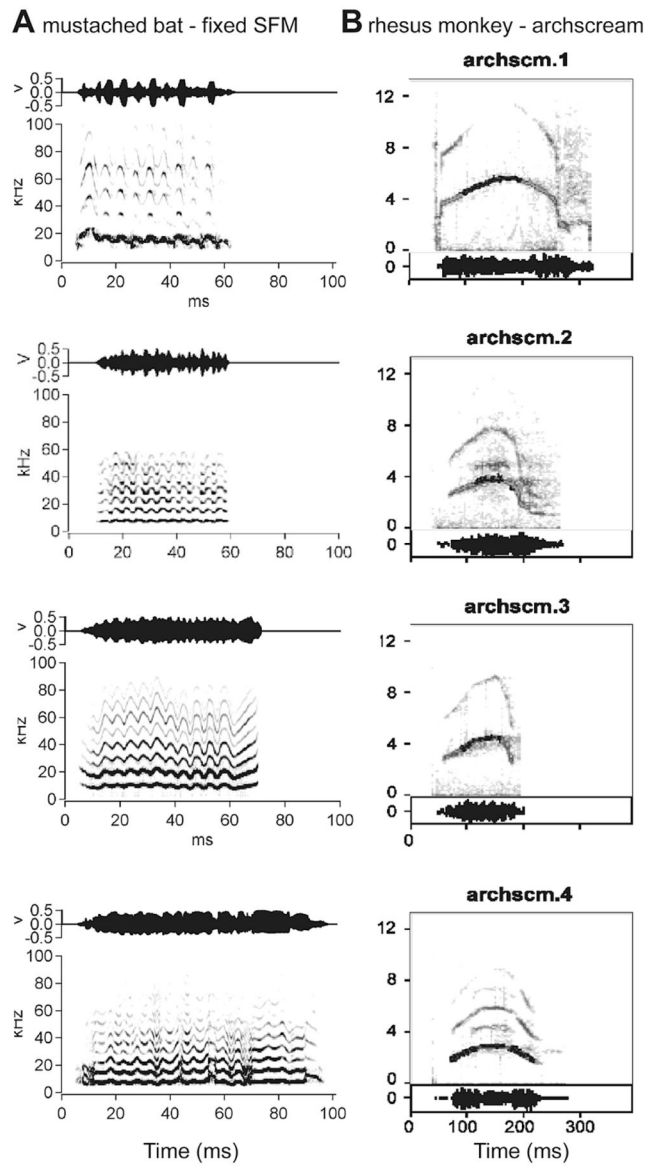 A mustached bat - fixed SFM
0.5
0.0
-0.5
V
100
80
60
40
20
0
kHz
0 20 40 60 80 100
ms
0.5
0.0
-0.5
V
100
80
60
40
20
0
kHz
0 20 40 60 80 100
0.5
0.0
-0.5
V
100
80
60
40
20
0
kHz
0 20 40 60 80 100
ms
0.5
0.0
-0.5
V
100
80
60
40
20
0
kHz
0 20 40 60 80 100
Time (ms)
B rhesus monkey - archscream
archscm.1
12
8
4
0
0
archscm.2
12
8
4
0
0
archscm.3
12
8
4
0
0
0
archscm.4
12
8
4
0
0
0 100 200 300
Time (ms)